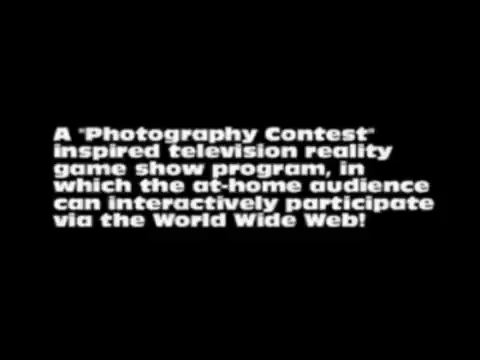 A "Photography Contest"
inspired television reality
game show program, in
which the at-home audience
can interactively participate
via the World Wide Web!